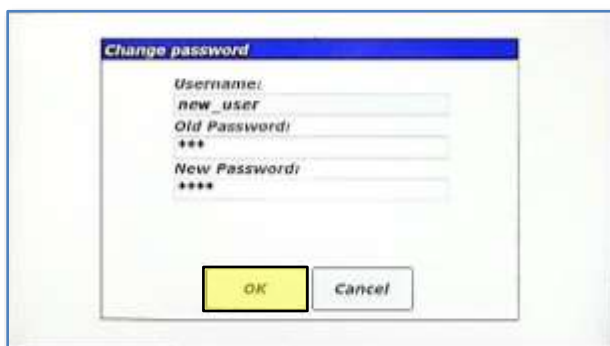 Change password
Username:
new_user
Old Password:
***
New Password:
****
OK Cancel